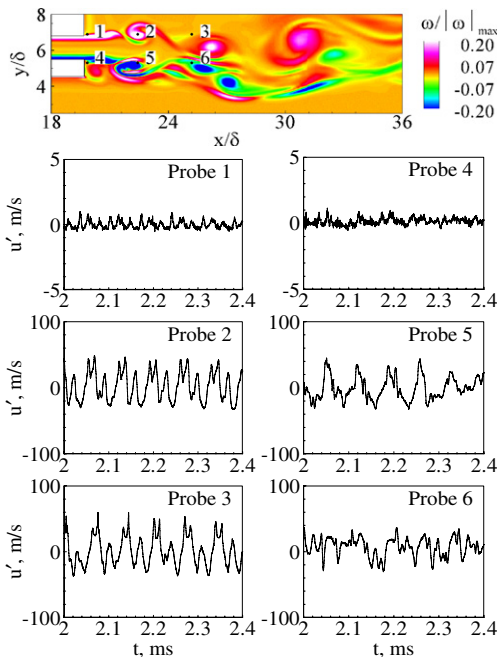 8
6
4
y/δ
1
2
3
4
5
6
18 24 30 36
x/δ
ω/|ω|max
0.20
0.07
-0.07
-0.20
Probe 1
5
0
-5
u′, m/s
2 2.1 2.2 2.3 2.4
Probe 4
5
0
-5
2 2.1 2.2 2.3 2.4
Probe 2
100
0
-100
u′, m/s
2 2.1 2.2 2.3 2.4
Probe 5
100
0
-100
2 2.1 2.2 2.3 2.4
Probe 3
100
0
-100
u′, m/s
2 2.1 2.2 2.3 2.4
t, ms
Probe 6
100
0
-100
2 2.1 2.2 2.3 2.4
t, ms